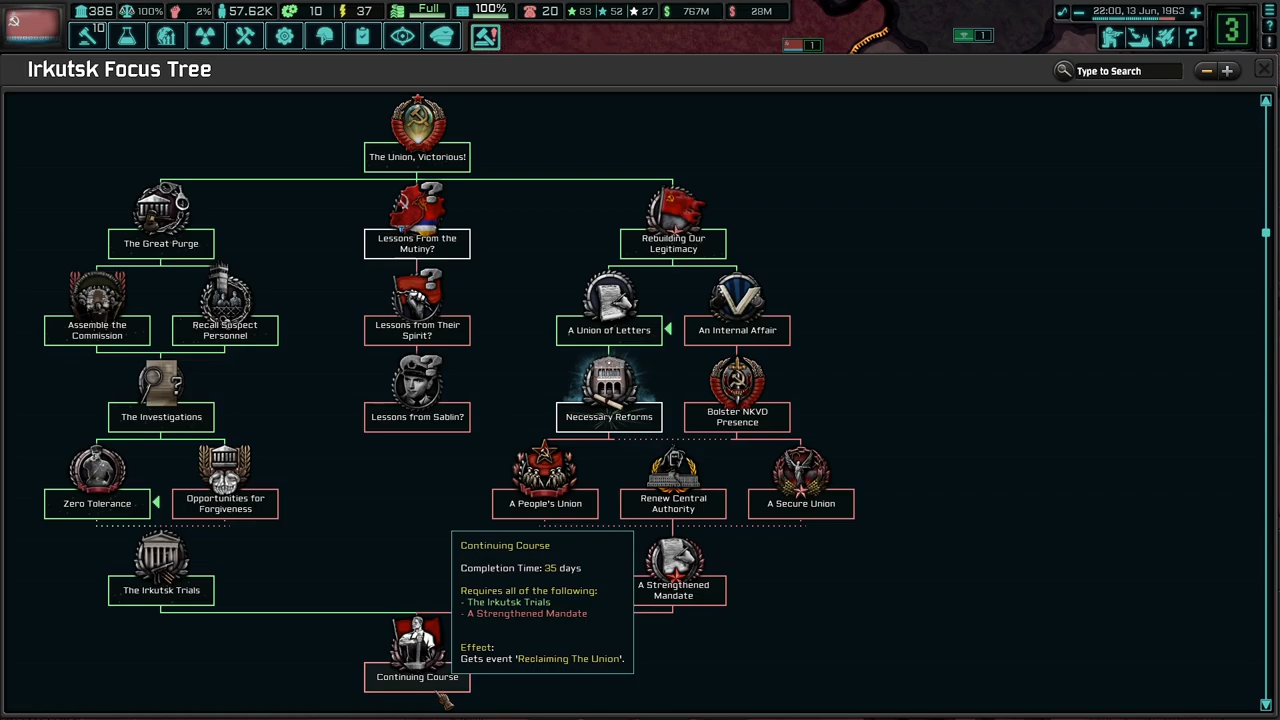 386 100% 2% 57.62K 10 37 Full 100% 20 83 52 27 $ 767M $ 28M 22:00, 13 Jun, 1963
10 1 1 ? 3
Irkutsk Focus Tree
Type to Search
The Union, Victorious!
The Great Purge
Lessons From the
Mutiny?
Rebuilding Our
Legitimacy
Assemble the
Commission
Recall Suspect
Personnel
Lessons from Their
Spirit?
A Union of Letters
An Internal Affair
The Investigations
Lessons from Sablin?
Necessary Reforms
Bolster NKVD
Presence
Zero Tolerance
Opportunities for
Forgiveness
A People's Union
Renew Central
Authority
A Secure Union
The Irkutsk Trials
A Strengthened
Mandate
Continuing Course
Continuing Course
Completion Time: 35 days
Requires all of the following:
- The Irkutsk Trials
- A Strengthened Mandate
Effect:
Gets event 'Reclaiming The Union'.